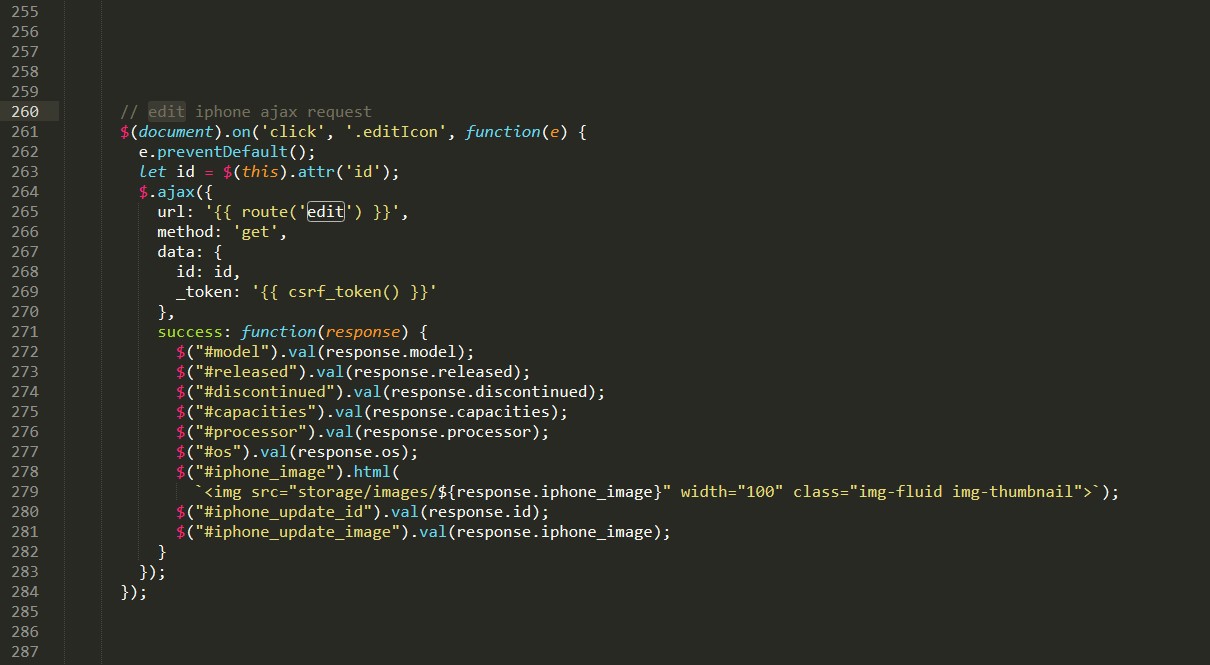 255
256
257
258
259
260 // edit iphone ajax request
261 $(document).on('click', '.editIcon', function(e) {
262   e.preventDefault();
263   let id = $(this).attr('id');
264   $.ajax({
265     url: '{{ route('edit') }}',
266     method: 'get',
267     data: {
268       id: id,
269       _token: '{{ csrf_token() }}'
270     },
271     success: function(response) {
272       $("#model").val(response.model);
273       $("#released").val(response.released);
274       $("#discontinued").val(response.discontinued);
275       $("#capacities").val(response.capacities);
276       $("#processor").val(response.processor);
277       $("#os").val(response.os);
278       $("#iphone_image").html(
279         `<img src="storage/images/${response.iphone_image}" width="100" class="img-fluid img-thumbnail">`);
280       $("#iphone_update_id").val(response.id);
281       $("#iphone_update_image").val(response.iphone_image);
282     }
283   });
284 });
285
286
287